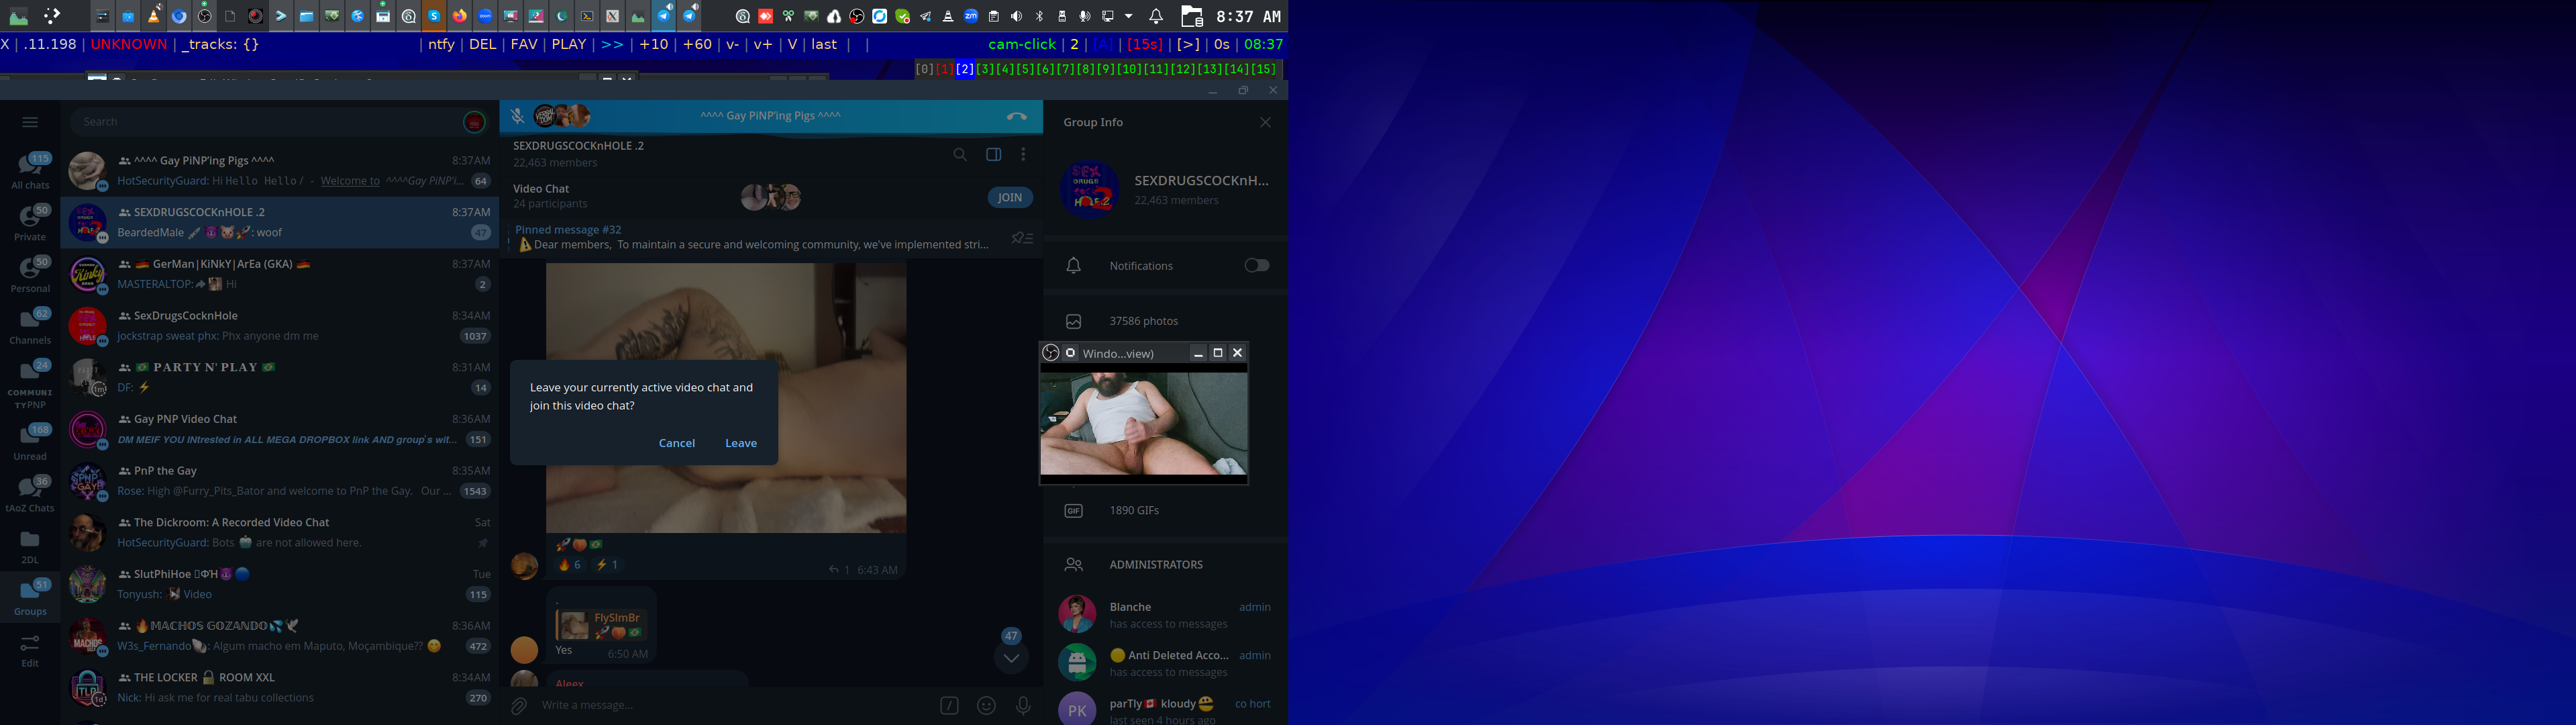 8:37 AM
X | .11.198 | UNKNOWN | _tracks: {}
| ntfy | DEL | FAV | PLAY | >> | +10 | +60 | v- | v+ | V | last | |
cam-click | 2 | [A] | [15s] | [>] | 0s | 08:37
[0][1][2][3][4][5][6][7][8][9][10][11][12][13][14][15]
Search
115
All chats
50
Private
50
Personal
62
Channels
24
COMMUNI
TYPNP
168
Unread
36
tAoZ Chats
2DL
51
Groups
Edit
^^^^ Gay PiNP'ing Pigs ^^^^ 8:37AM
HotSecurityGuard: Hi Hello Hello / - Welcome to ^^^^Gay PiNP'i... 64
SEXDRUGSCOCKnHOLE .2 8:37AM
BeardedMale 💉😈🐷🚀: woof 47
🇩🇪 GerMan|KiNkY|ArEa (GKA) 🇩🇪 8:37AM
MASTERALTOP: Hi 2
SexDrugsCocknHole 8:34AM
jockstrap sweat phx: Phx anyone dm me 1037
🇧🇷 PARTY N' PLAY 🇧🇷 8:31AM
DF: ⚡ 14
Gay PNP Video Chat 8:36AM
DM MEIF YOU INtrested in ALL MEGA DROPBOX link AND group's wit... 151
PnP the Gay 8:35AM
Rose: High @Furry_Pits_Bator and welcome to PnP the Gay. Our ... 1543
The Dickroom: A Recorded Video Chat Sat
HotSecurityGuard: Bots 🤖 are not allowed here.
SlutPhiHoe ΦΉ😈🔵 Tue
Tonyush: Video 115
🔥MACHOS GOZANDO💦🕊 8:36AM
W3s_Fernando: Algum macho em Maputo, Moçambique?? 😋 472
THE LOCKER 🔒 ROOM XXL 8:34AM
Nick: Hi ask me for real tabu collections 270
^^^^ Gay PiNP'ing Pigs ^^^^
SEXDRUGSCOCKnHOLE .2
22,463 members
Video Chat
24 participants
JOIN
Pinned message #32
⚠Dear members, To maintain a secure and welcoming community, we've implemented stri...
Leave your currently active video chat and
join this video chat?
Cancel Leave
🚀🍑🇧🇷
🔥 6 ⚡ 1
1 6:43 AM
.
FlySlmBr
🚀🍑🇧🇷
Yes 6:50 AM
47
Aleex
Write a message...
Group Info
SEXDRUGSCOCKnH...
22,463 members
Notifications
37586 photos
Windo...view)
GIF 1890 GIFs
ADMINISTRATORS
Blanche admin
has access to messages
🟡 Anti Deleted Acco... admin
has access to messages
PK
parTly🇨🇦 kloudy😄 co hort
last seen 4 hours ago